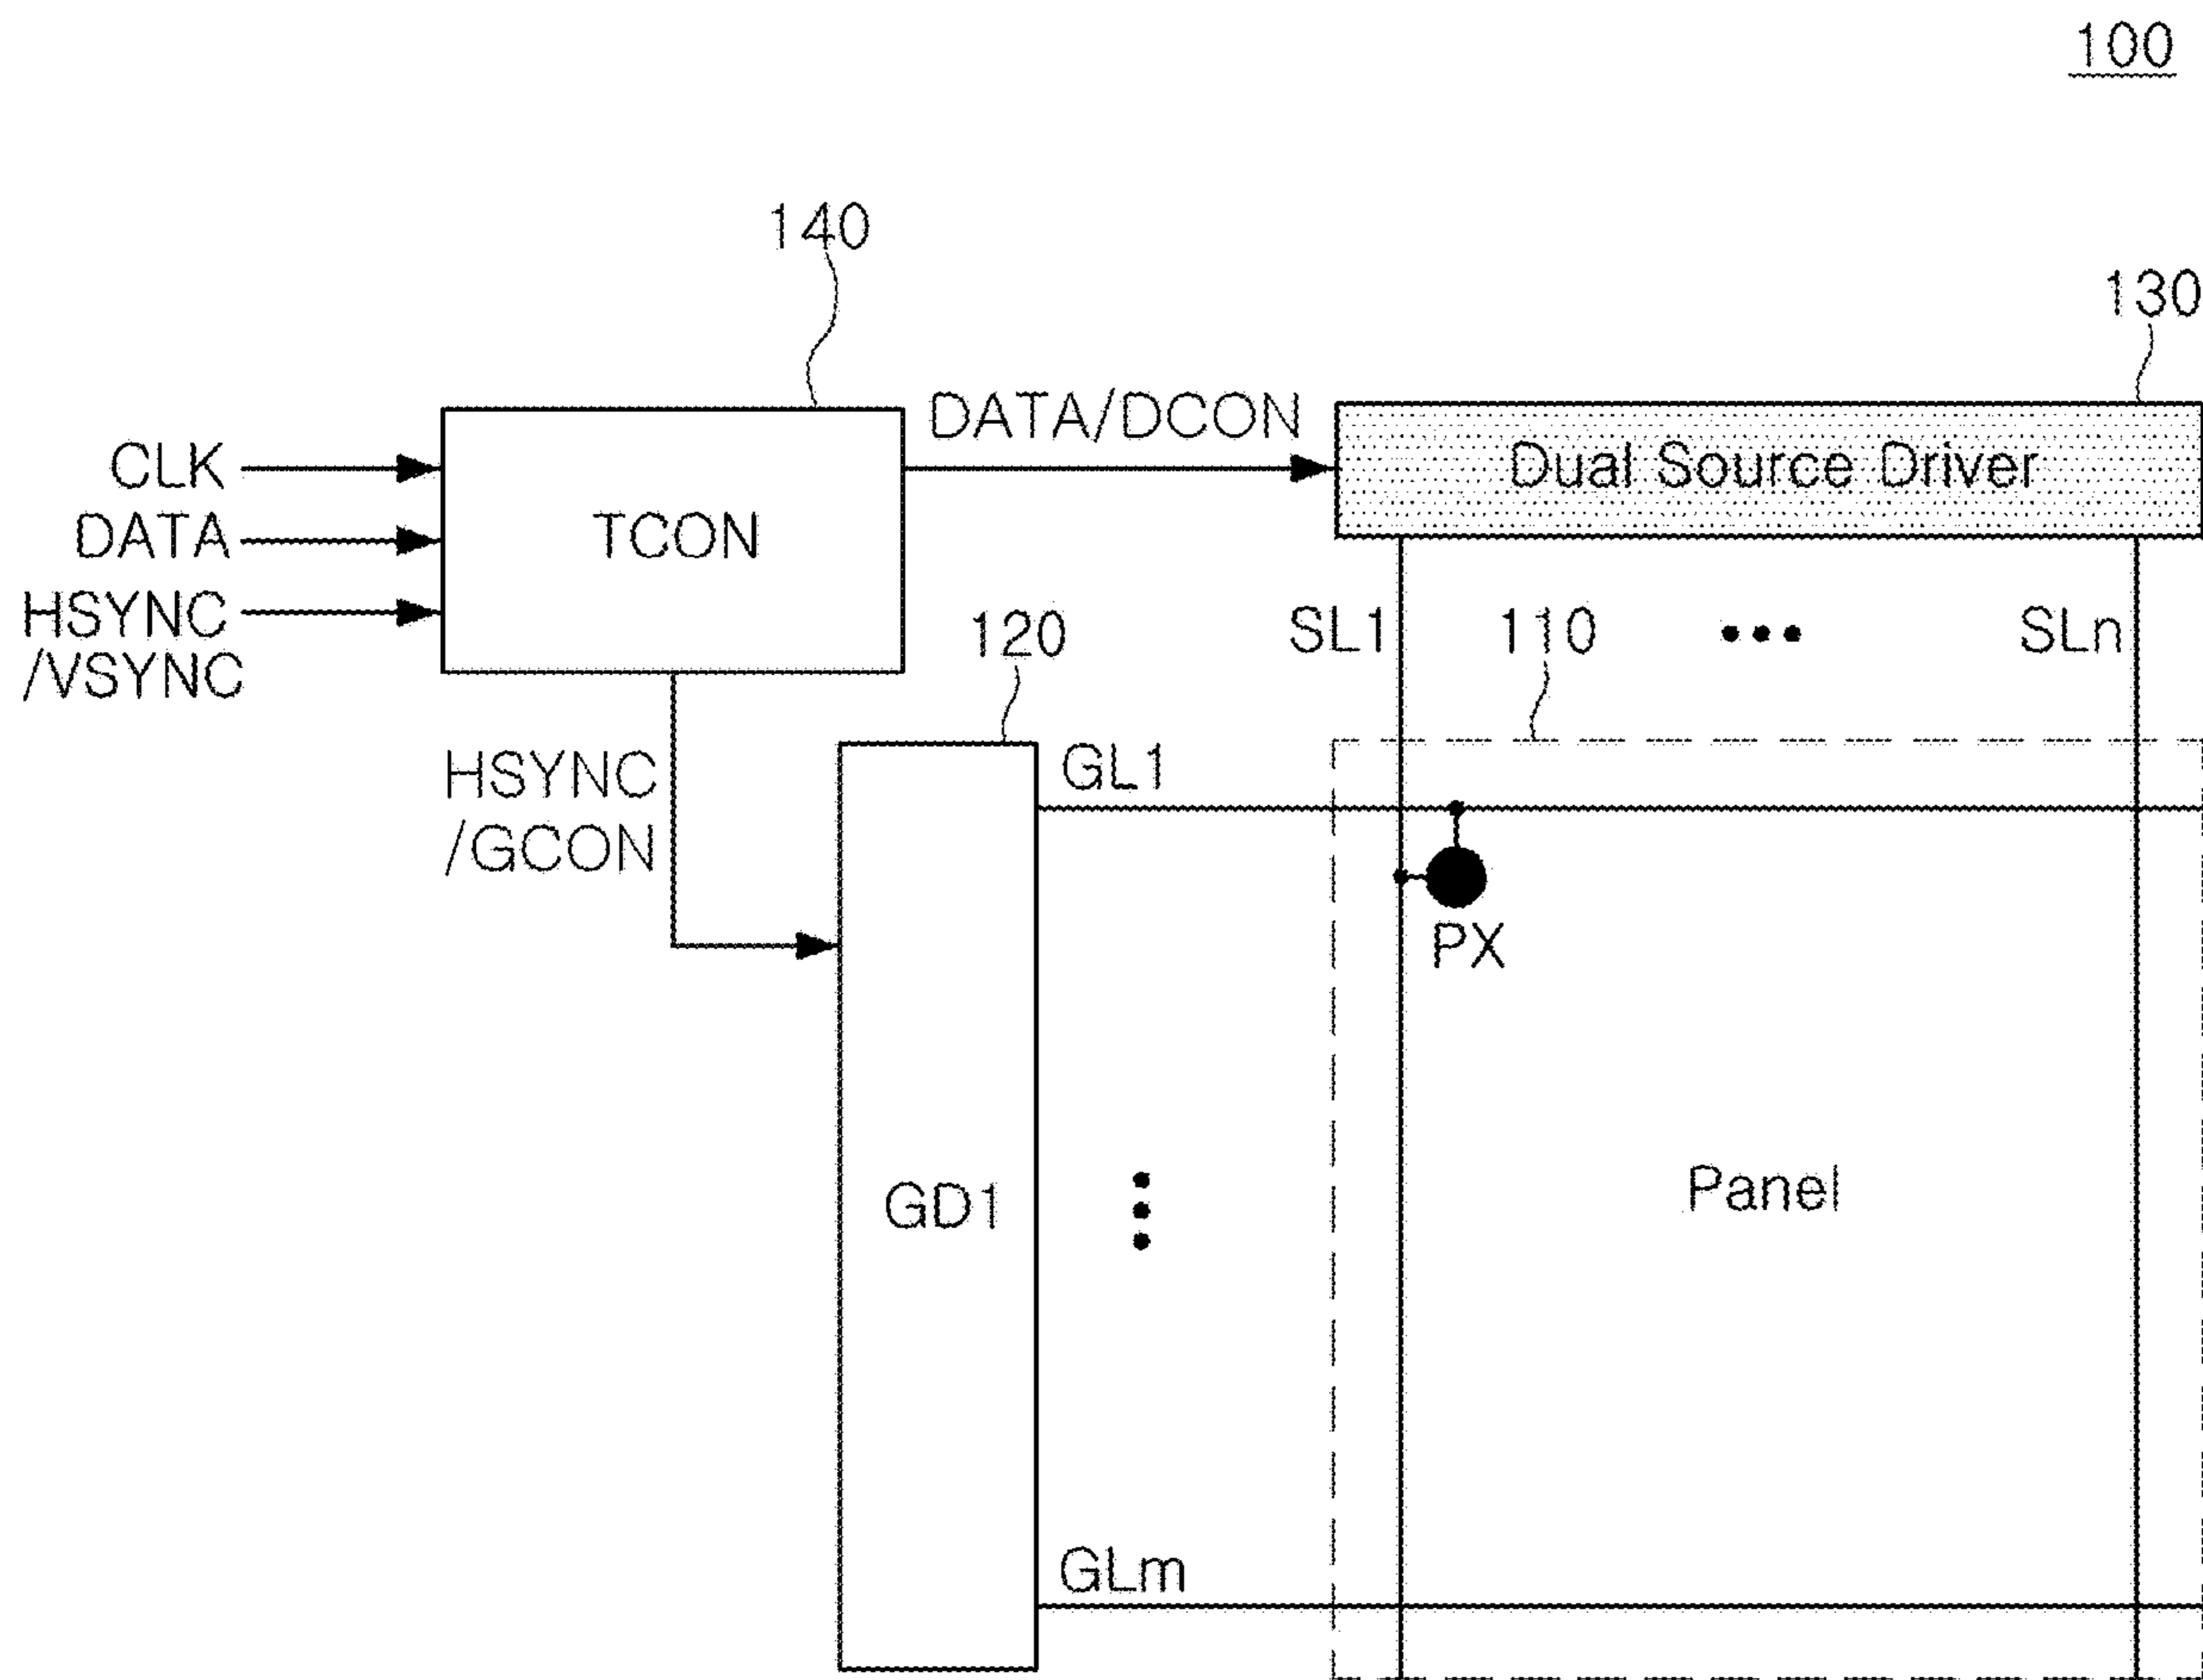 100
140
130
DATA/DCON
CLK
DATA
HSYNC
/VSYNC
TCON
Dual Source Driver
120
SL1
110
•••
SLn
HSYNC
/GCON
GL1
PX
GD1
Panel
GLm